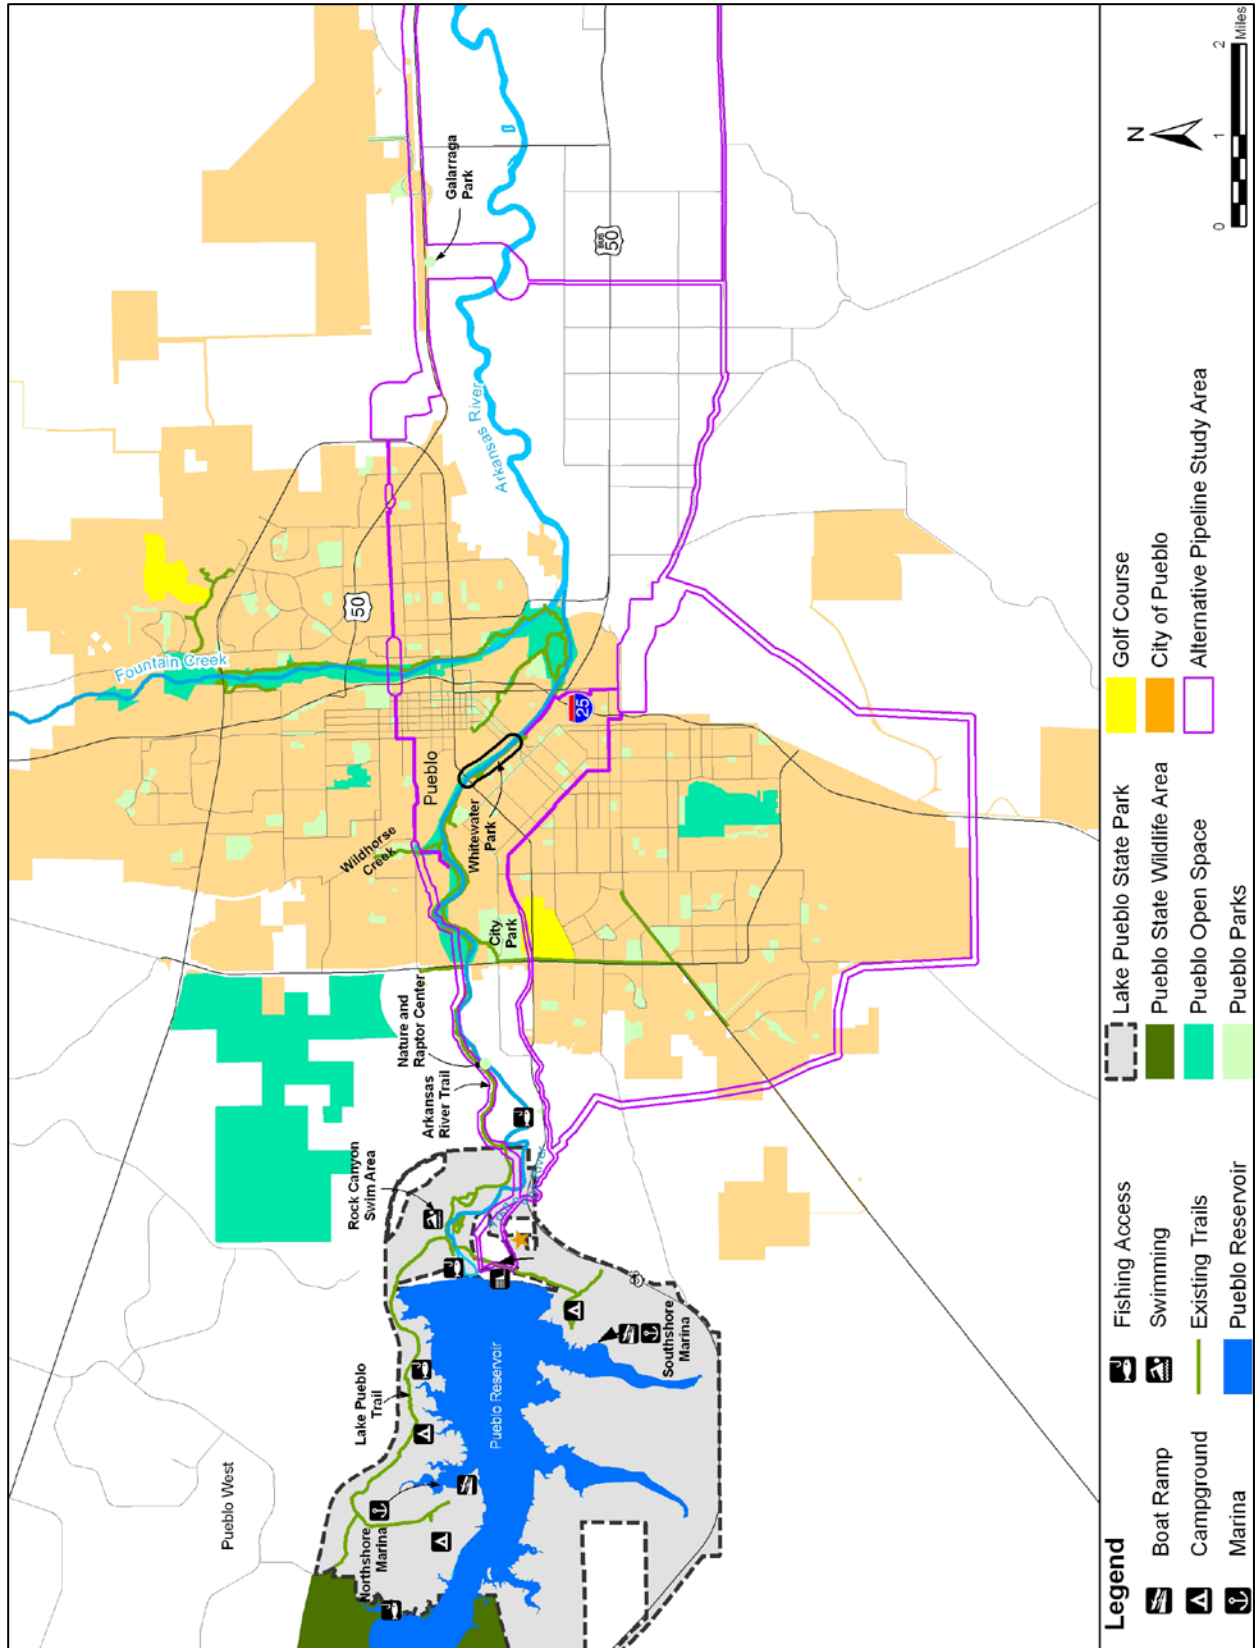 Pueblo West
Northshore
Marina
Lake Pueblo
Trail
Pueblo Reservoir
Southshore
Marina
Rock Canyon
Swim Area
Arkansas
River Trail
Nature and
Raptor Center
River
City
Park
Wildhorse
Creek
Pueblo
Whitewater
Park
25
50
Fountain Creek
Arkansas River
Galarraga
Park
BUS
50
Legend
Boat Ramp
Campground
Marina
Fishing Access
Swimming
Existing Trails
Pueblo Reservoir
Lake Pueblo State Park
Pueblo State Wildlife Area
Pueblo Open Space
Pueblo Parks
Golf Course
City of Pueblo
Alternative Pipeline Study Area
N
0 1 2
Miles